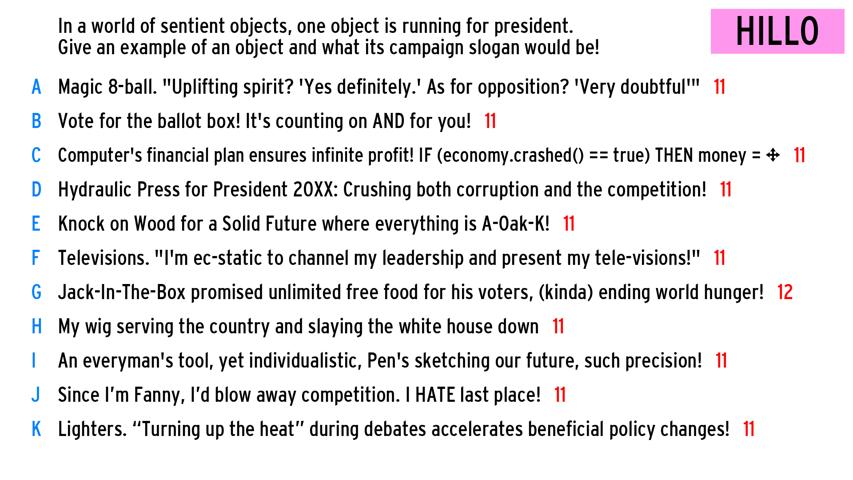 In a world of sentient objects, one object is running for president.
Give an example of an object and what its campaign slogan would be!
HILLO
A Magic 8-ball. "Uplifting spirit? 'Yes definitely.' As for opposition? 'Very doubtful'" 11
B Vote for the ballot box! It's counting on AND for you! 11
C Computer's financial plan ensures infinite profit! IF (economy.crashed() == true) THEN money = ✣ 11
D Hydraulic Press for President 20XX: Crushing both corruption and the competition! 11
E Knock on Wood for a Solid Future where everything is A-Oak-K! 11
F Televisions. "I'm ec-static to channel my leadership and present my tele-visions!" 11
G Jack-In-The-Box promised unlimited free food for his voters, (kinda) ending world hunger! 12
H My wig serving the country and slaying the white house down 11
I An everyman's tool, yet individualistic, Pen's sketching our future, such precision! 11
J Since I’m Fanny, I’d blow away competition. I HATE last place! 11
K Lighters. “Turning up the heat” during debates accelerates beneficial policy changes! 11